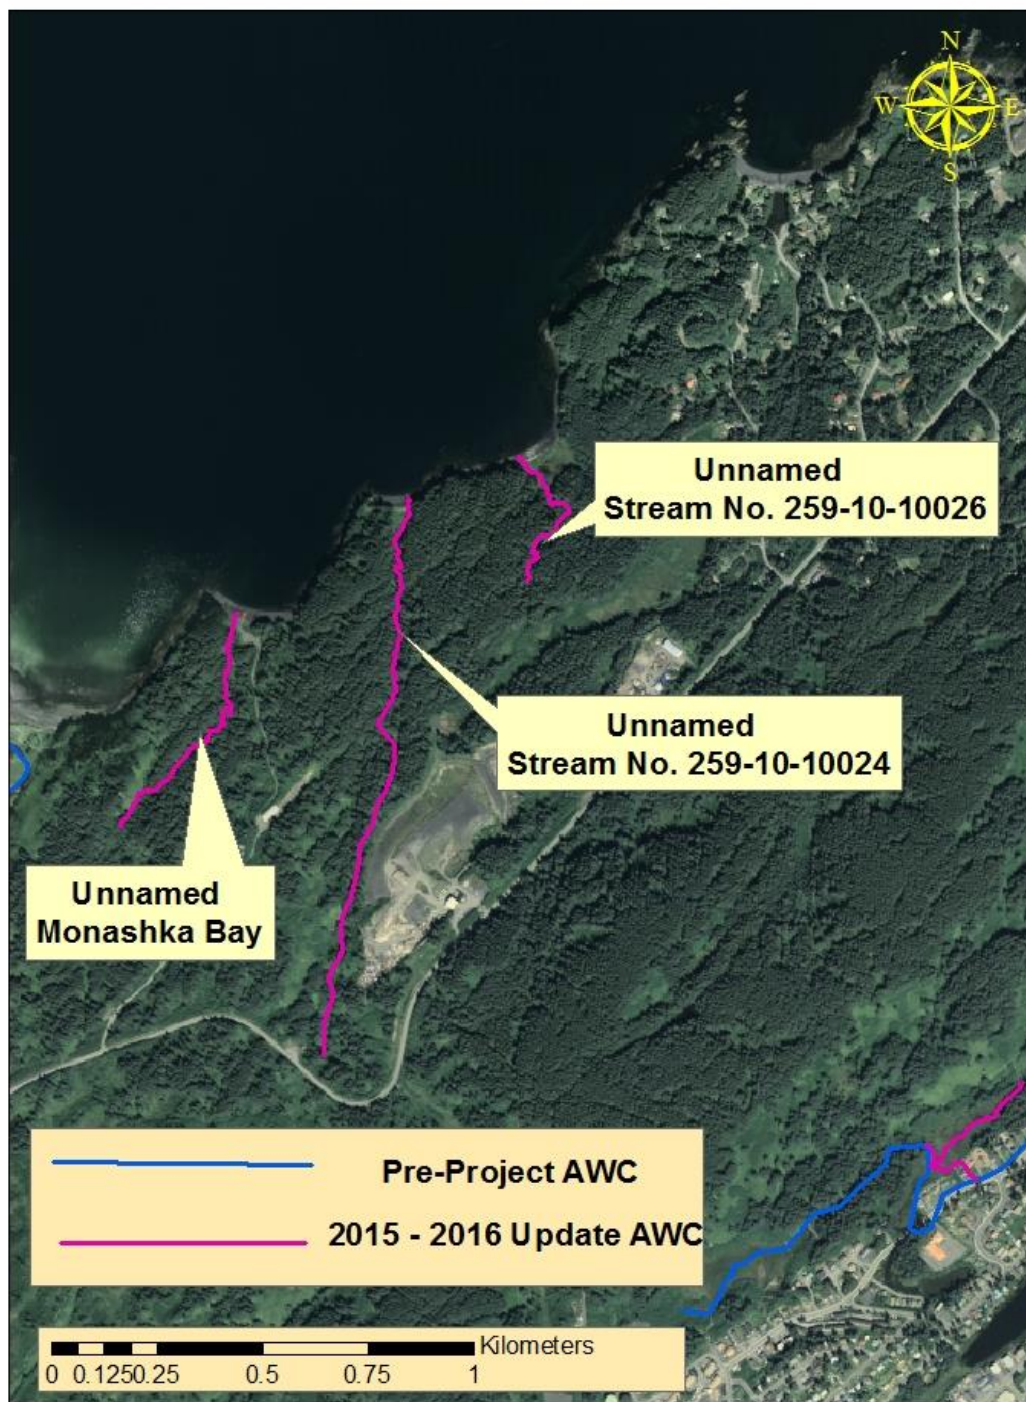 N
W E
S
Unnamed
Stream No. 259-10-10026
Unnamed
Stream No. 259-10-10024
Unnamed
Monashka Bay
Pre-Project AWC
2015 - 2016 Update AWC
Kilometers
0 0.1250.25 0.5 0.75 1